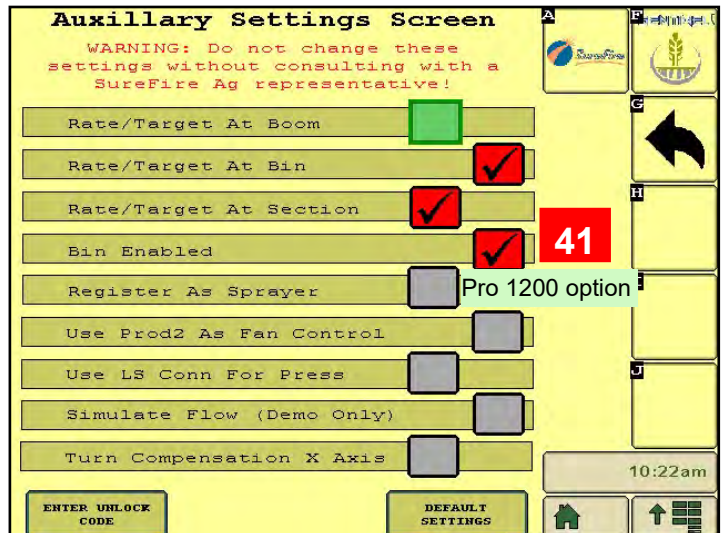 Auxillary Settings Screen
WARNING: Do not change these
settings without consulting with a
SureFire Ag representative!
Rate/Target At Boom
Rate/Target At Bin
Rate/Target At Section
Bin Enabled
Register As Sprayer
Use Prod2 As Fan Control
Use LS Conn For Press
Simulate Flow (Demo Only)
Turn Compensation X Axis
ENTER UNLOCK
CODE
DEFAULT
SETTINGS
41
Pro 1200 option
A
SureFire
F
G
H
I
J
10:22am